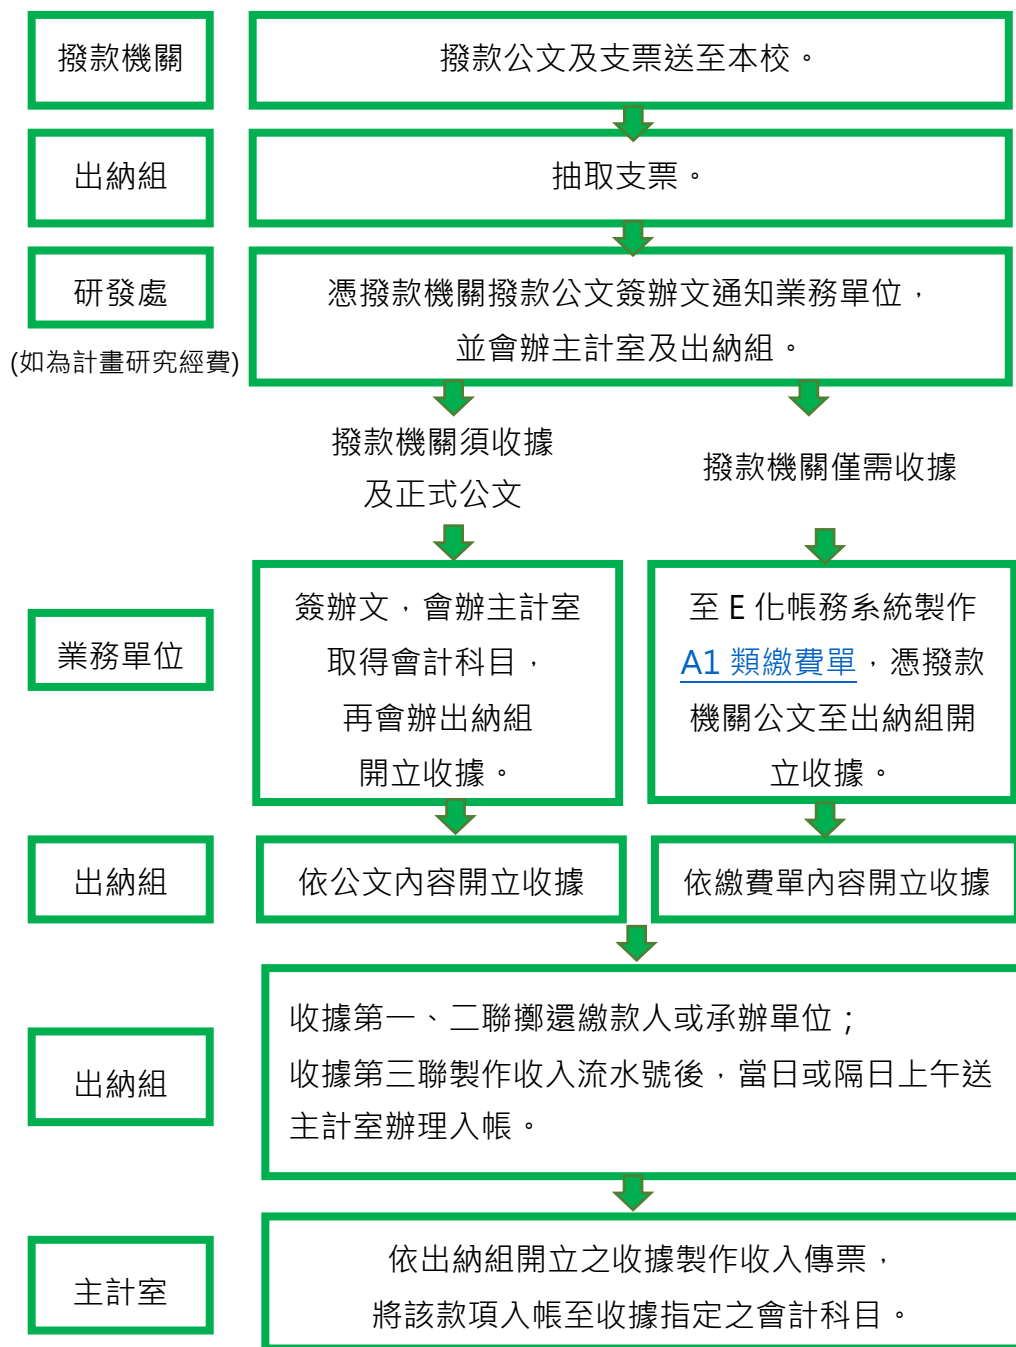 撥款機關
撥款公文及支票送至本校。
出納組
抽取支票。
研發處
(如為計畫研究經費)
憑撥款機關撥款公文簽辦文通知業務單位，
並會辦主計室及出納組。
撥款機關須收據
及正式公文
撥款機關僅需收據
業務單位
簽辦文，會辦主計室
取得會計科目，
再會辦出納組
開立收據。
至 E 化帳務系統製作
A1 類繳費單，憑撥款
機關公文至出納組開
立收據。
出納組
依公文內容開立收據
依繳費單內容開立收據
出納組
收據第一、二聯擲還繳款人或承辦單位；
收據第三聯製作收入流水號後，當日或隔日上午送
主計室辦理入帳。
主計室
依出納組開立之收據製作收入傳票，
將該款項入帳至收據指定之會計科目。